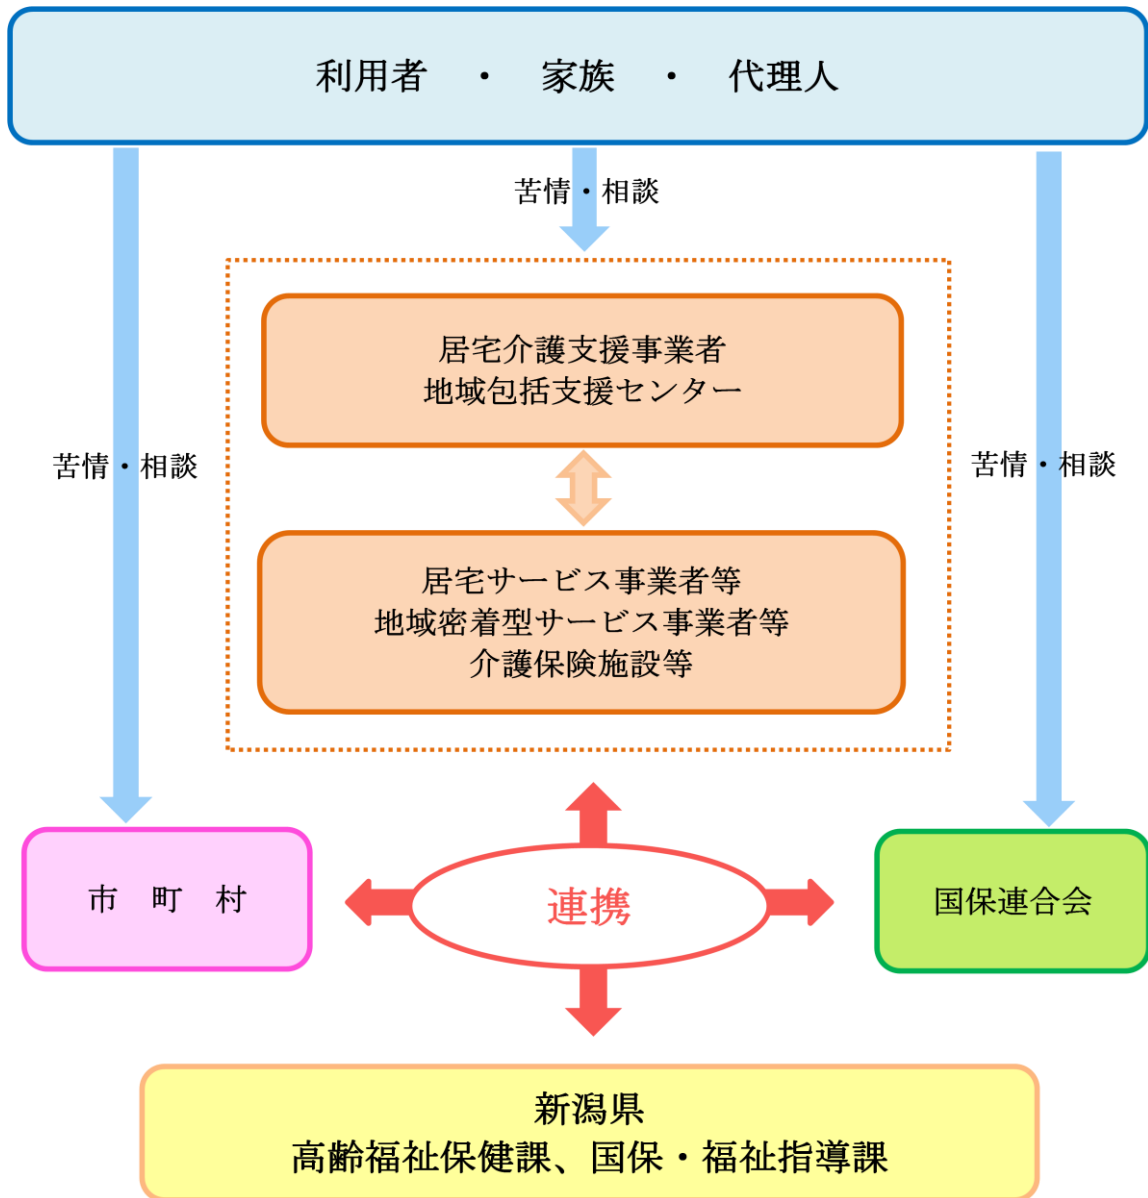 利用者　・　家族　・　代理人
苦情・相談
居宅介護支援事業者
地域包括支援センター
苦情・相談
苦情・相談
居宅サービス事業者等
地域密着型サービス事業者等
介護保険施設等
市　町　村
連携
国保連合会
新潟県
高齢福祉保健課、国保・福祉指導課